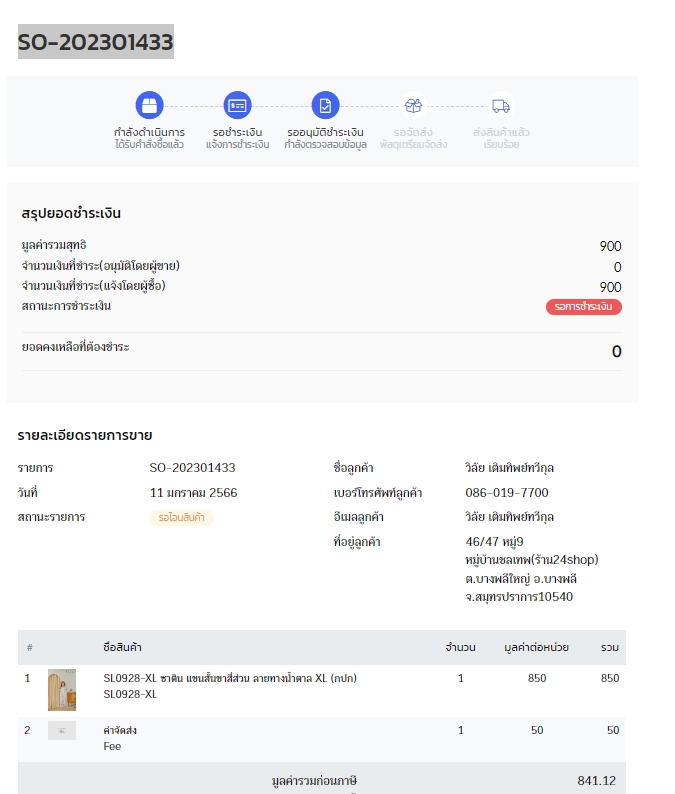 SO-202301433
กำลังดำเนินการ
ได้รับคำสั่งซื้อแล้ว
รอชำระเงิน
แจ้งการชำระเงิน
รออนุมัติชำระเงิน
กำลังตรวจสอบข้อมูล
รอจัดส่ง
พัสดุเตรียมจัดส่ง
ส่งสินค้าแล้ว
เรียบร้อย
สรุปยอดชำระเงิน
มูลค่ารวมสุทธิ 900
จำนวนเงินที่ชำระ(อนุมัติโดยผู้ขาย) 0
จำนวนเงินที่ชำระ(แจ้งโดยผู้ซื้อ) 900
สถานะการชำระเงิน รอการชำระเงิน
ยอดคงเหลือที่ต้องชำระ 0
รายละเอียดรายการขาย
รายการ SO-202301433 ชื่อลูกค้า วิลัย เติมทิพย์ทวีกุล
วันที่ 11 มกราคม 2566 เบอร์โทรศัพท์ลูกค้า 086-019-7700
สถานะรายการ รอโอนสินค้า อีเมลลูกค้า วิลัย เติมทิพย์ทวีกุล
ที่อยู่ลูกค้า 46/47 หมู่9
หมู่บ้านชลเทพ(ร้าน24shop)
ต.บางพลีใหญ่ อ.บางพลี
จ.สมุทรปราการ10540
# ชื่อสินค้า จำนวน มูลค่าต่อหน่วย รวม
1 SL0928-XL ซาติน แขนสั้นขาสี่ส่วน ลายทางน้ำตาล XL (กปก) 1 850 850
SL0928-XL
2 ค่าจัดส่ง 1 50 50
Fee
มูลค่ารวมก่อนภาษี 841.12